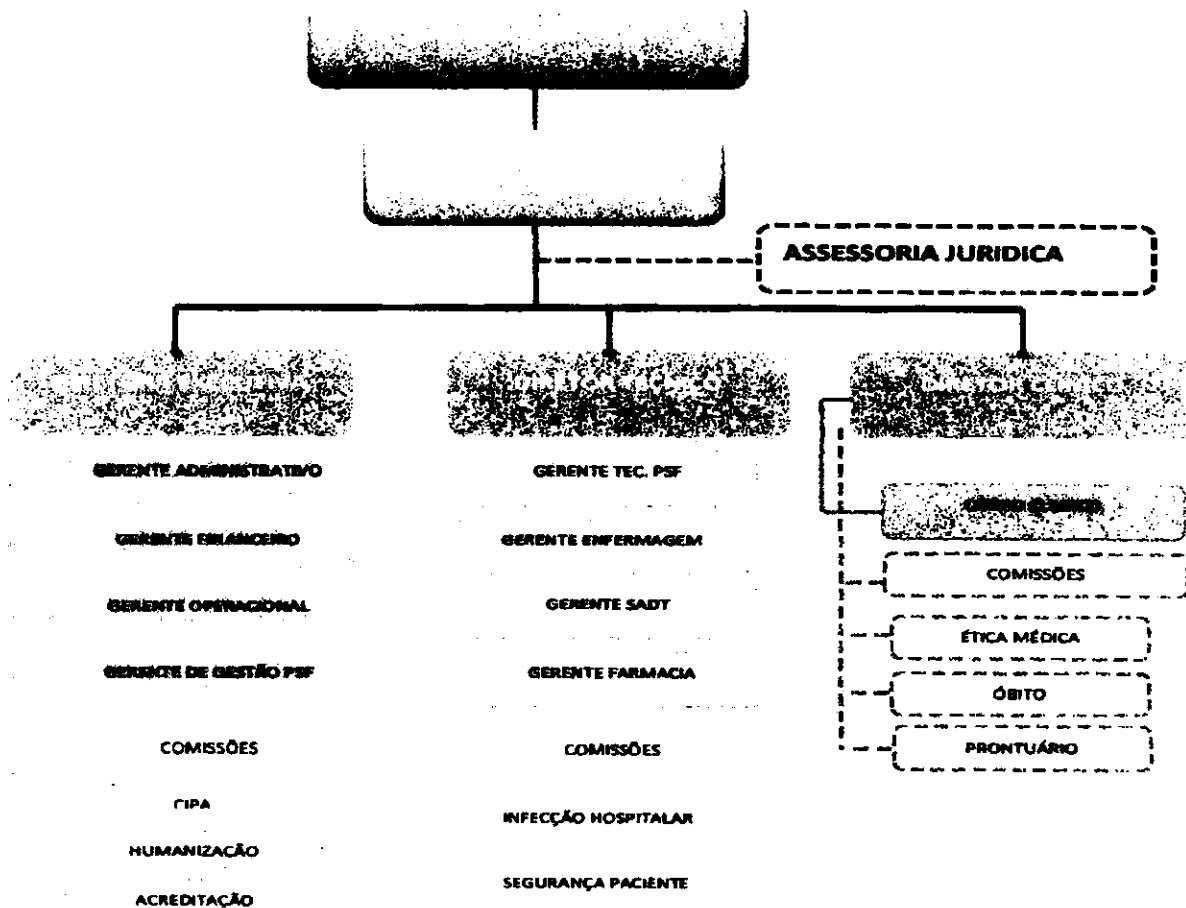 ASSESSORIA JURIDICA
DIRETOR
GERENTE ADMINISTRATIVO
GERENTE FINANCEIRO
GERENTE OPERACIONAL
GERENTE DE GESTÃO PSF
COMISSÕES
CIPA
HUMANIZAÇÃO
ACREDITAÇÃO
GERENTE TEC. PSF
GERENTE ENFERMAGEM
GERENTE SADT
GERENTE FARMACIA
COMISSÕES
INFECÇÃO HOSPITALAR
SEGURANÇA PACIENTE
COMISSÕES
ÉTICA MÉDICA
ÓBITO
PRONTUÁRIO